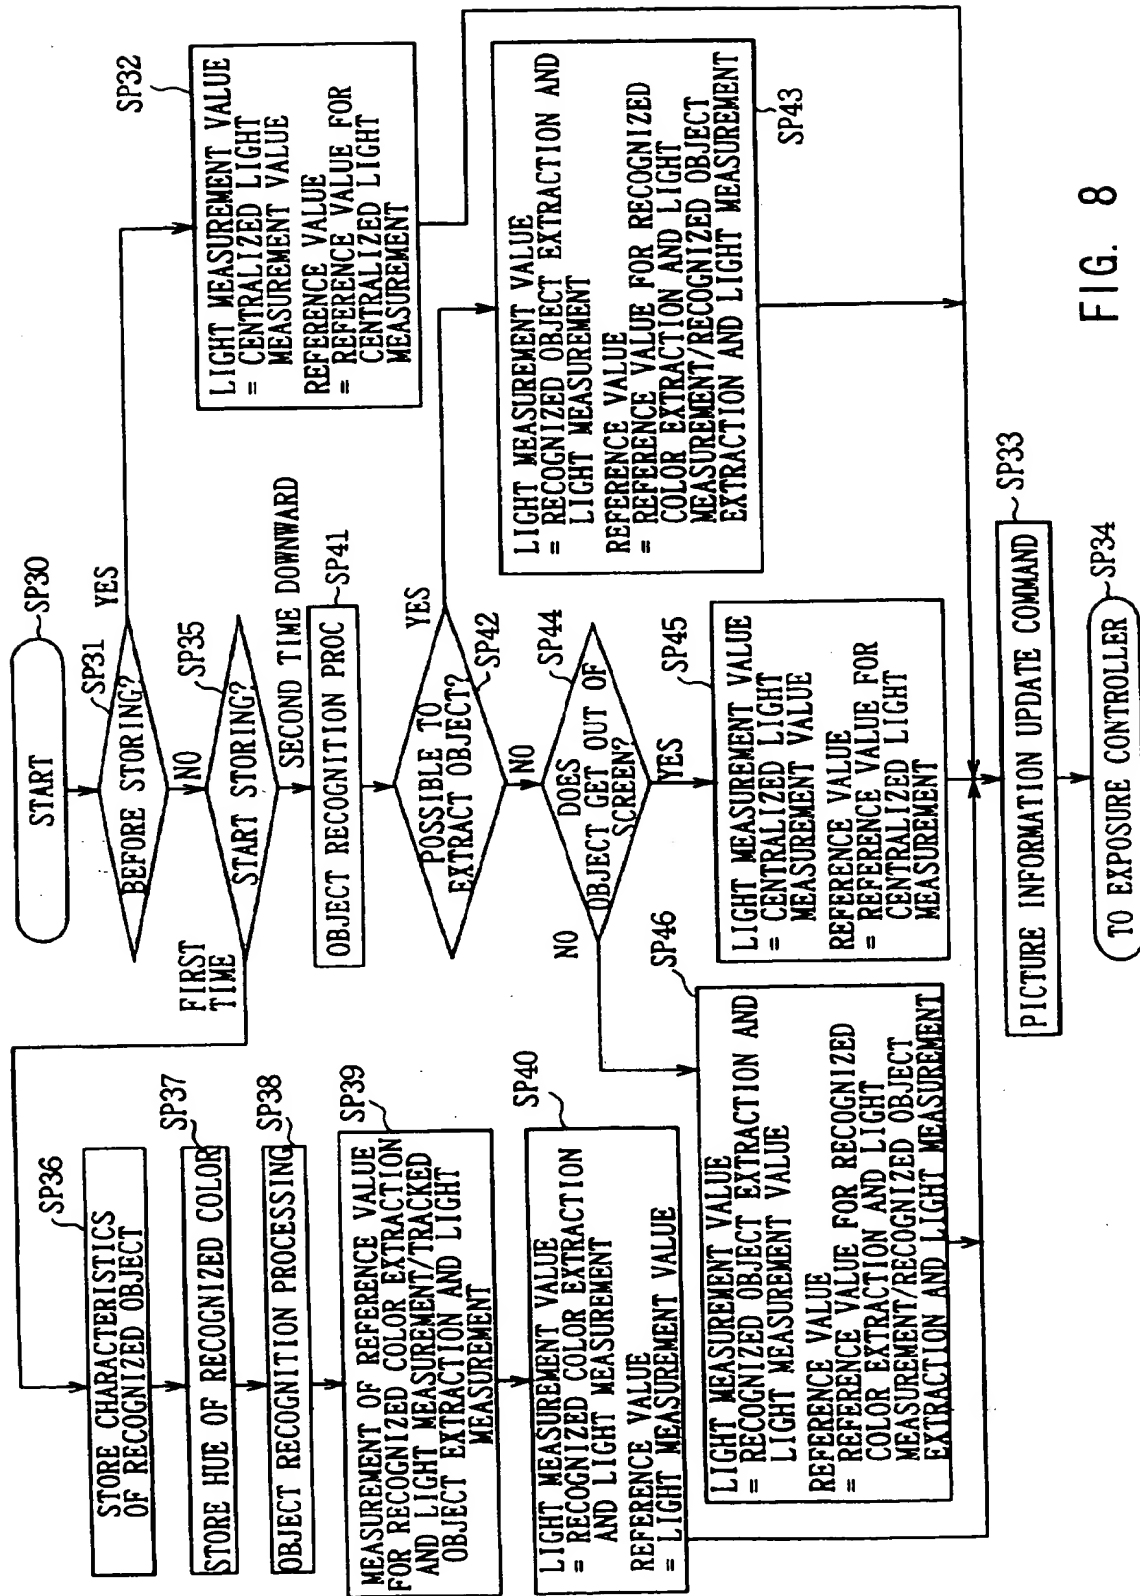 START
SP30
BEFORE STORING?
SP31
YES
NO
SP32
LIGHT MEASUREMENT VALUE
= CENTRALIZED LIGHT
MEASUREMENT VALUE
REFERENCE VALUE
= REFERENCE VALUE FOR
CENTRALIZED LIGHT
MEASUREMENT
START STORING?
SP35
FIRST
TIME
SECOND TIME DOWNWARD
SP36
STORE CHARACTERISTICS
OF RECOGNIZED OBJECT
SP37
STORE HUE OF RECOGNIZED COLOR
SP38
OBJECT RECOGNITION PROCESSING
SP39
MEASUREMENT OF REFERENCE VALUE
FOR RECOGNIZED COLOR EXTRACTION
AND LIGHT MEASUREMENT/TRACKED
OBJECT EXTRACTION AND LIGHT
MEASUREMENT
SP40
LIGHT MEASUREMENT VALUE
= RECOGNIZED COLOR EXTRACTION
AND LIGHT MEASUREMENT
REFERENCE VALUE
= LIGHT MEASUREMENT VALUE
OBJECT RECOGNITION PROC
SP41
POSSIBLE TO
EXTRACT OBJECT?
SP42
YES
NO
LIGHT MEASUREMENT VALUE
= RECOGNIZED OBJECT EXTRACTION AND
LIGHT MEASUREMENT
REFERENCE VALUE
= REFERENCE VALUE FOR RECOGNIZED
COLOR EXTRACTION AND LIGHT
MEASUREMENT/RECOGNIZED OBJECT
EXTRACTION AND LIGHT MEASUREMENT
SP43
SP44
DOES
OBJECT GET OUT OF
SCREEN?
NO
YES
SP45
LIGHT MEASUREMENT VALUE
= CENTRALIZED LIGHT
MEASUREMENT VALUE
REFERENCE VALUE
= REFERENCE VALUE FOR
CENTRALIZED LIGHT
MEASUREMENT
SP46
LIGHT MEASUREMENT VALUE
= RECOGNIZED OBJECT EXTRACTION AND
LIGHT MEASUREMENT VALUE
REFERENCE VALUE
= REFERENCE VALUE FOR RECOGNIZED
COLOR EXTRACTION AND LIGHT
MEASUREMENT/RECOGNIZED OBJECT
EXTRACTION AND LIGHT MEASUREMENT
PICTURE INFORMATION UPDATE COMMAND
SP33
TO EXPOSURE CONTROLLER
SP34
FIG. 8